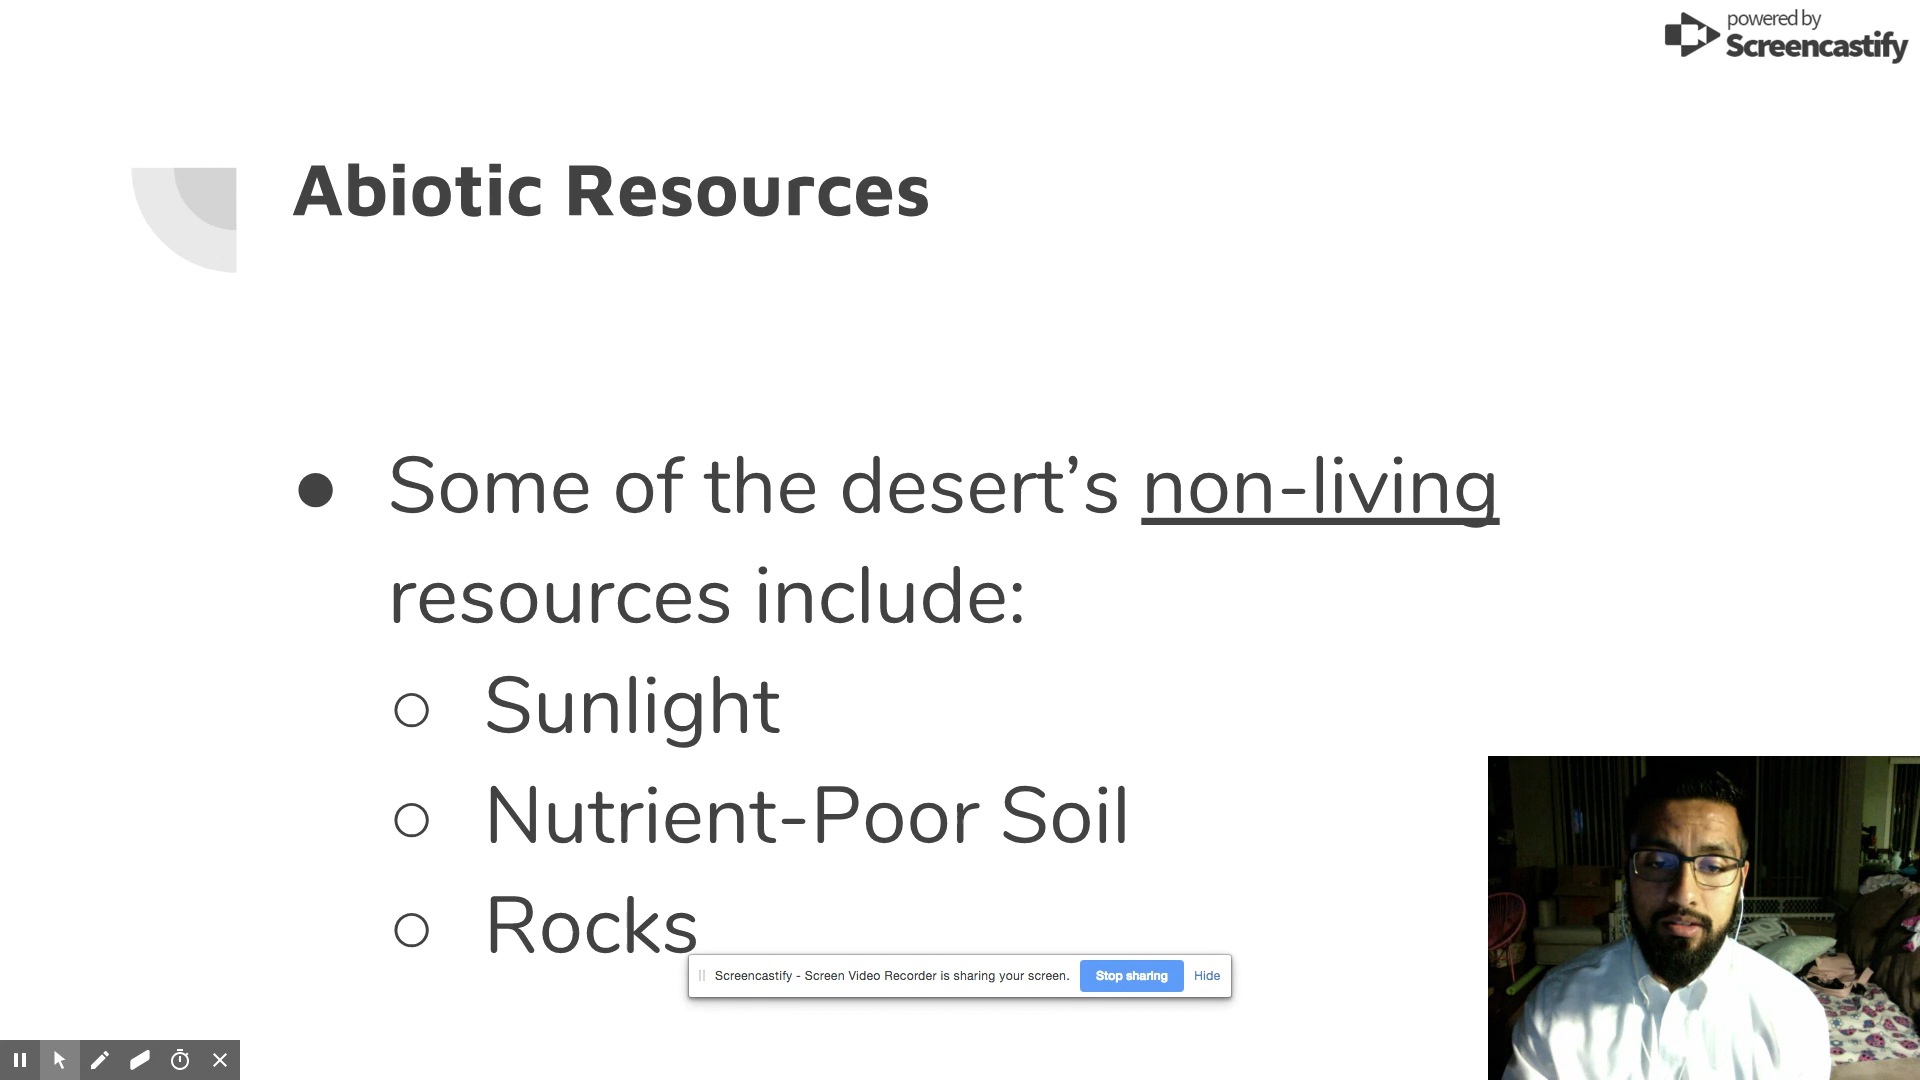 powered by
Screencastify
Abiotic Resources
● Some of the desert’s non-living
resources include:
○ Sunlight
○ Nutrient-Poor Soil
○ Rocks
Screencastify - Screen Video Recorder is sharing your screen. Stop sharing Hide